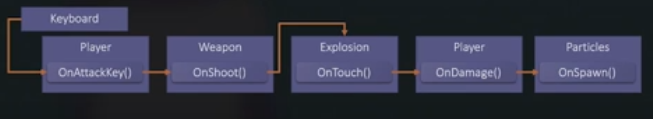 Keyboard
Player
OnAttackKey()
Weapon
OnShoot()
Explosion
OnTouch()
Player
OnDamage()
Particles
OnSpawn()